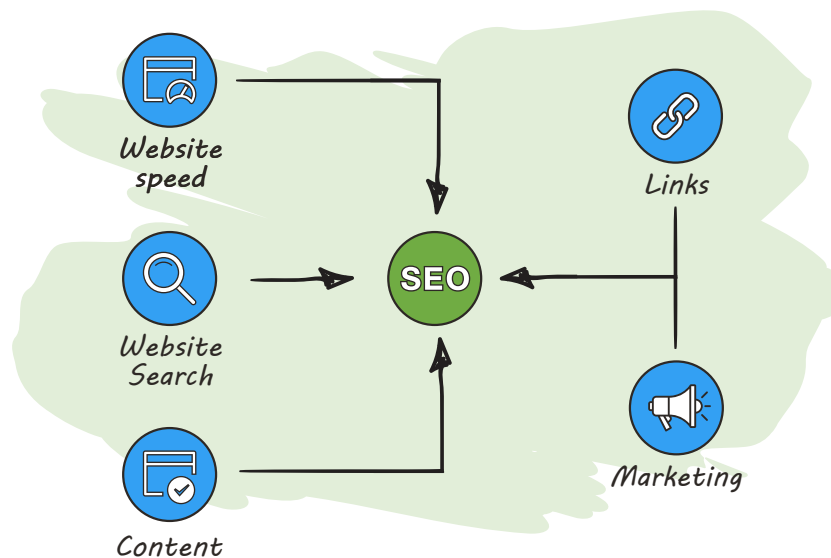 Website
speed
Links
SEO
Website
Search
Marketing
Content